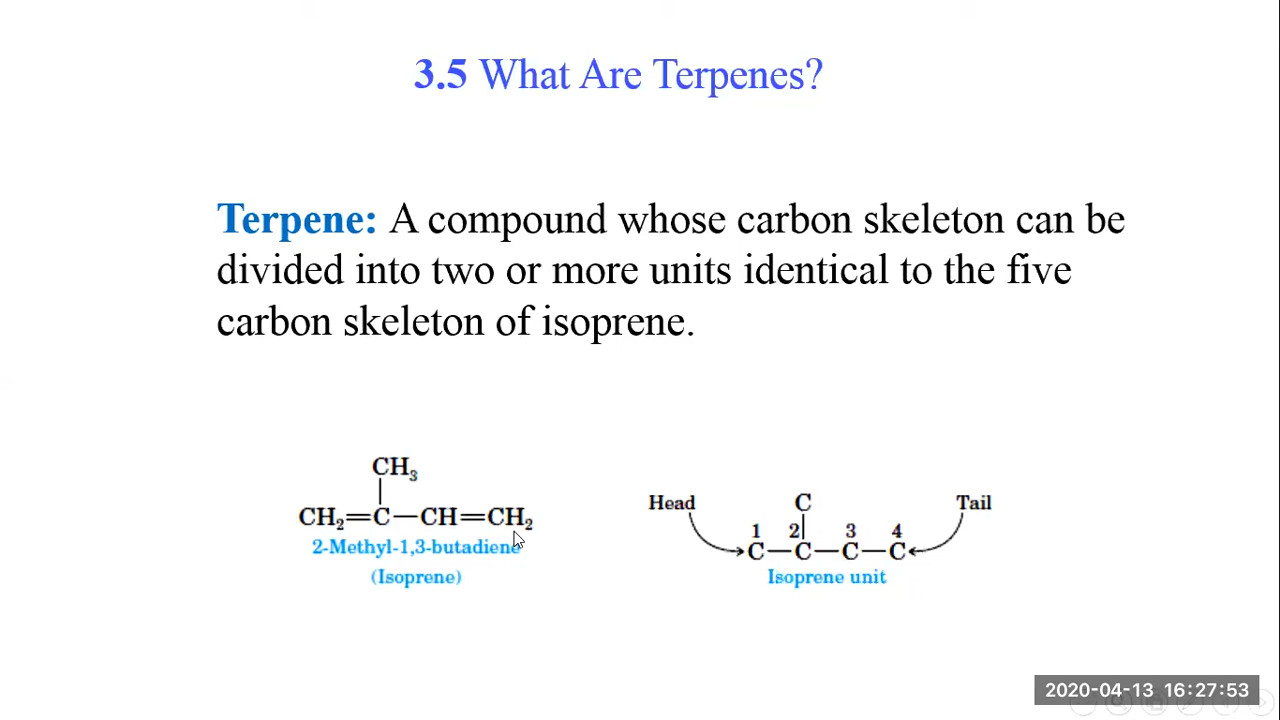 3.5 What Are Terpenes?
Terpene: A compound whose carbon skeleton can be
divided into two or more units identical to the five
carbon skeleton of isoprene.
CH3
CH2=C—CH=CH2
2-Methyl-1,3-butadiene
(Isoprene)
Head
Tail
C
1 2 3 4
C—C—C—C
Isoprene unit
2020-04-13 16:27:53